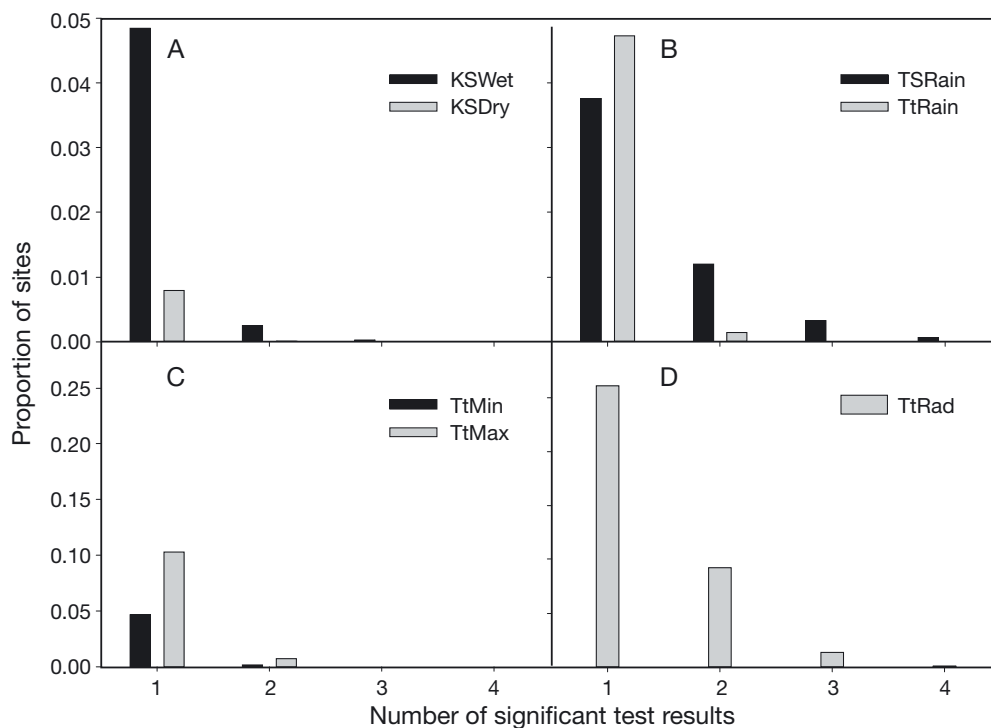 0.05
0.04
0.03
0.02
0.01
0.00
A
KSWet
KSDry
B
TSRain
TtRain
Proportion of sites
0.25
0.20
0.15
0.10
0.05
0.00
C
TtMin
TtMax
D
TtRad
1 2 3 4 1 2 3 4
Number of significant test results